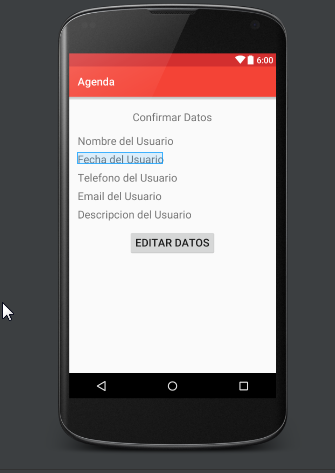 6:00
Agenda
Confirmar Datos
Nombre del Usuario
Fecha del Usuario
Telefono del Usuario
Email del Usuario
Descripcion del Usuario
EDITAR DATOS